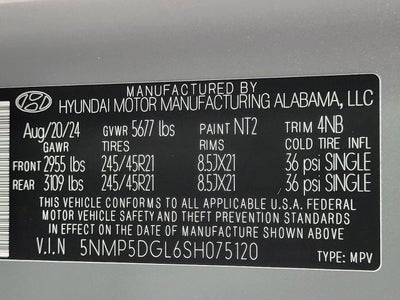 MANUFACTURED BY
HYUNDAI MOTOR MANUFACTURING ALABAMA, LLC
Aug/20/24 GVWR 5677 lbs PAINT NT2 TRIM 4NB
GAWR TIRES RIMS COLD TIRE INFL
FRONT 2955 lbs 245/45R21 8.5JX21 36 psi SINGLE
REAR 3109 lbs 245/45R21 8.5JX21 36 psi SINGLE
THIS VEHICLE CONFORMS TO ALL APPLICABLE U.S.A. FEDERAL
MOTOR VEHICLE SAFETY AND THEFT PREVENTION STANDARDS
IN EFFECT ON THE DATE OF MANUFACTURE SHOWN ABOVE.
V.I.N 5NMP5DGL6SH075120 TYPE: MPV